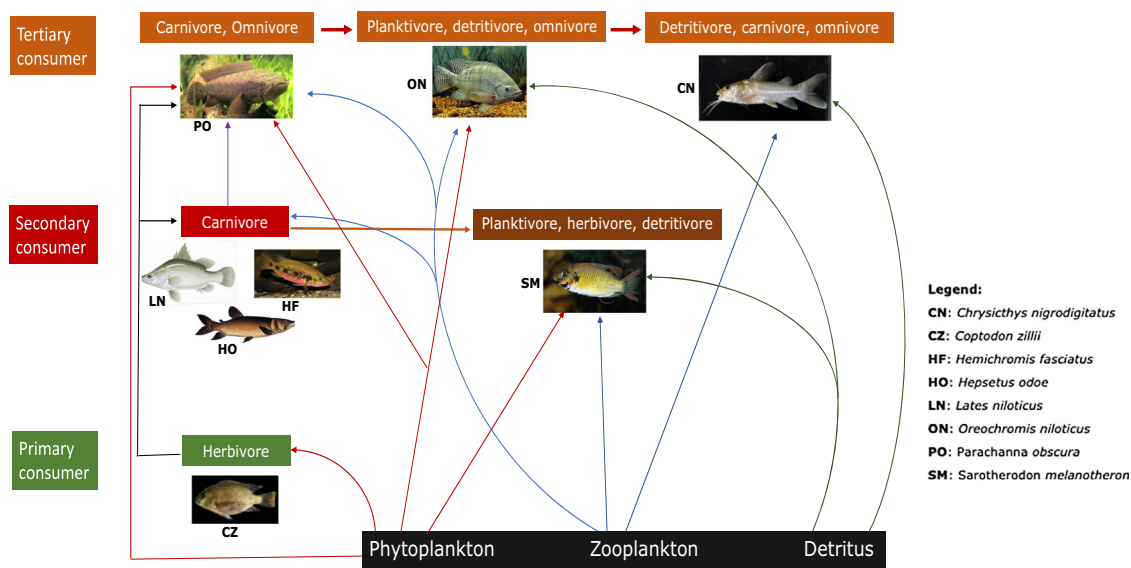 Tertiary
consumer
Carnivore, Omnivore
Planktivore, detritivore, omnivore
Detritivore, carnivore, omnivore
PO
ON
CN
Secondary
consumer
Carnivore
Planktivore, herbivore, detritivore
LN
HF
HO
SM
Primary
consumer
Herbivore
CZ
Phytoplankton
Zooplankton
Detritus
Legend:
CN: Chrysicthys nigrodigitatus
CZ: Coptodon zillii
HF: Hemichromis fasciatus
HO: Hepsetus odoe
LN: Lates niloticus
ON: Oreochromis niloticus
PO: Parachanna obscura
SM: Sarotherodon melanotheron